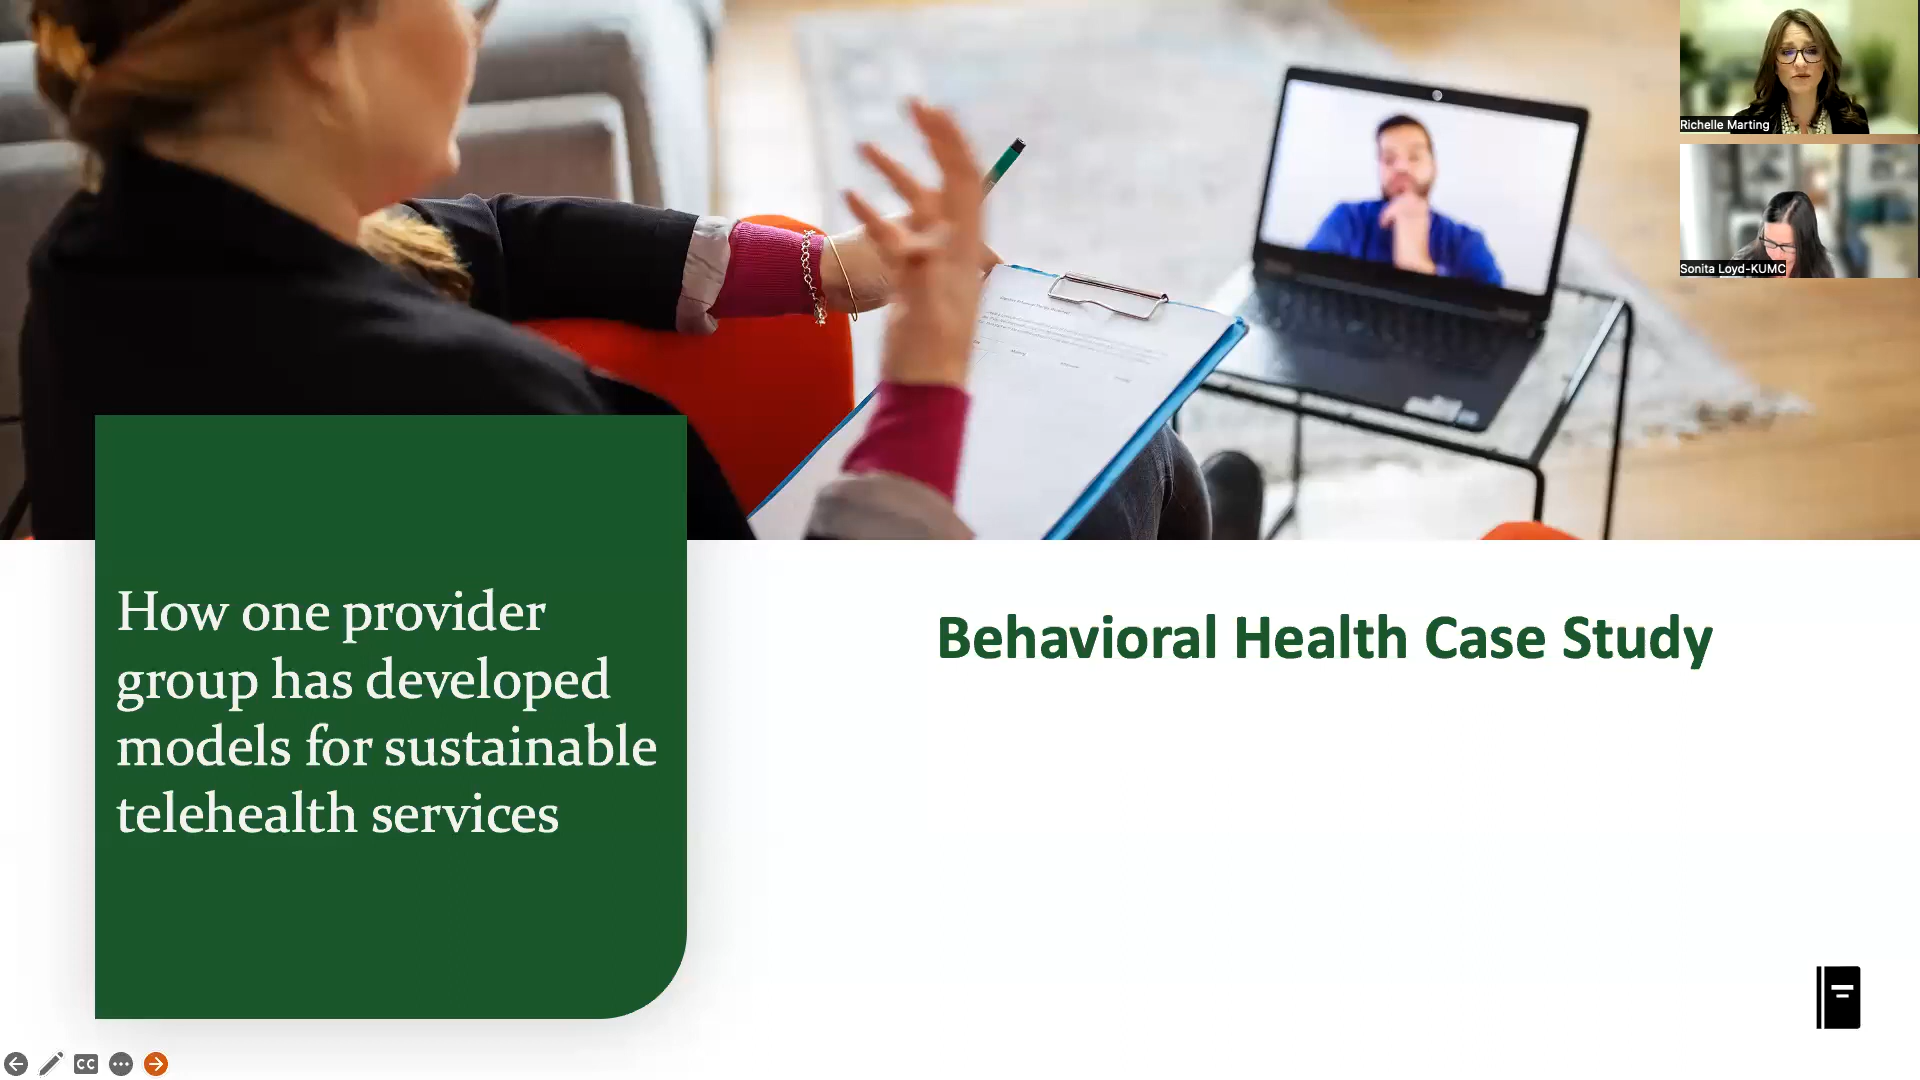 Richelle Marting
Sonita Loyd-KUMC
How one provider
group has developed
models for sustainable
telehealth services
Behavioral Health Case Study
CC